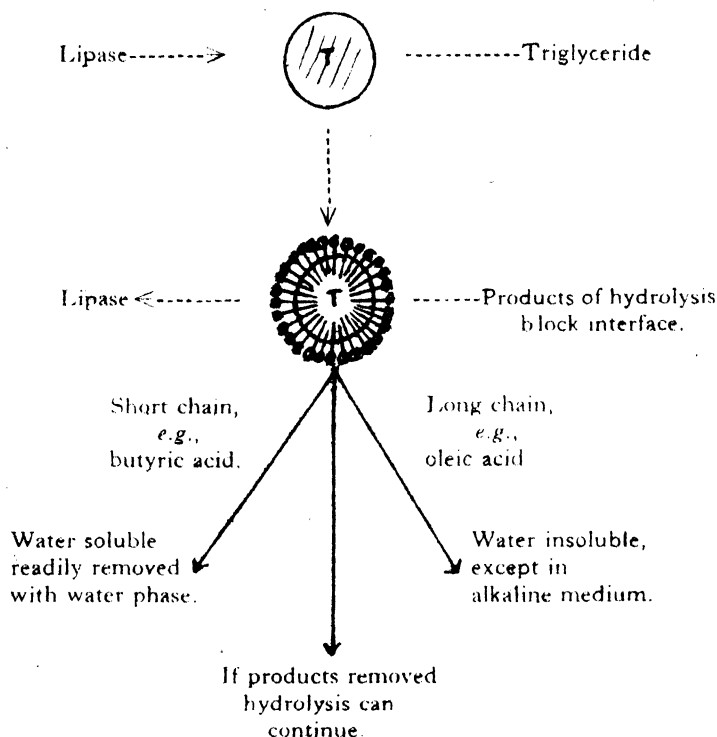 Lipase
T
Triglyceride
Lipase
T
Products of hydrolysis
block interface.
Short chain,
e.g.,
butyric acid.
Long chain,
e.g.,
oleic acid
Water soluble
readily removed
with water phase.
Water insoluble,
except in
alkaline medium.
If products removed
hydrolysis can
continue.